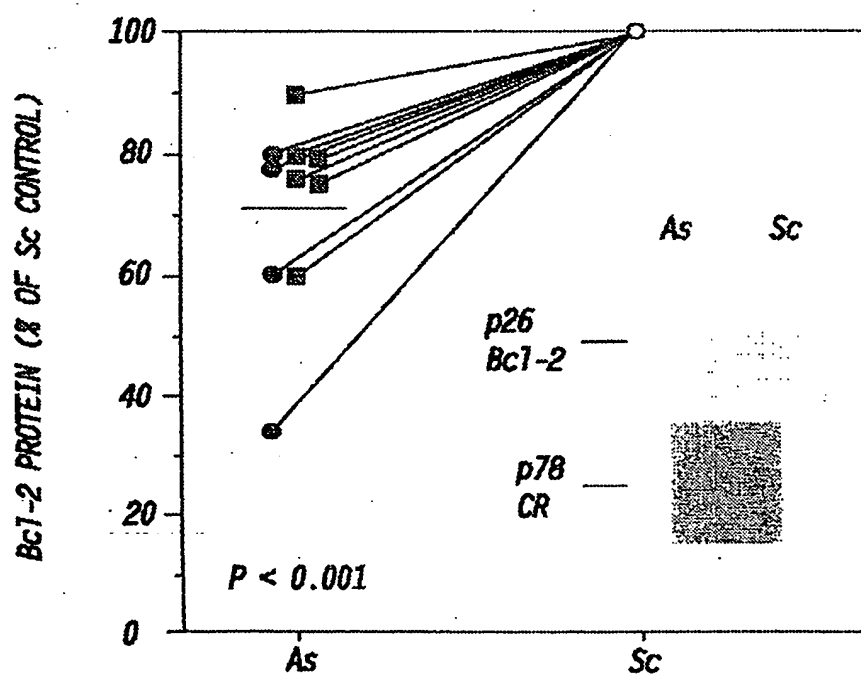 Bcl-2 PROTEIN (% OF Sc CONTROL)
100
80
60
40
20
0
As
Sc
p26
Bcl-2
p78
CR
P < 0.001
As
Sc